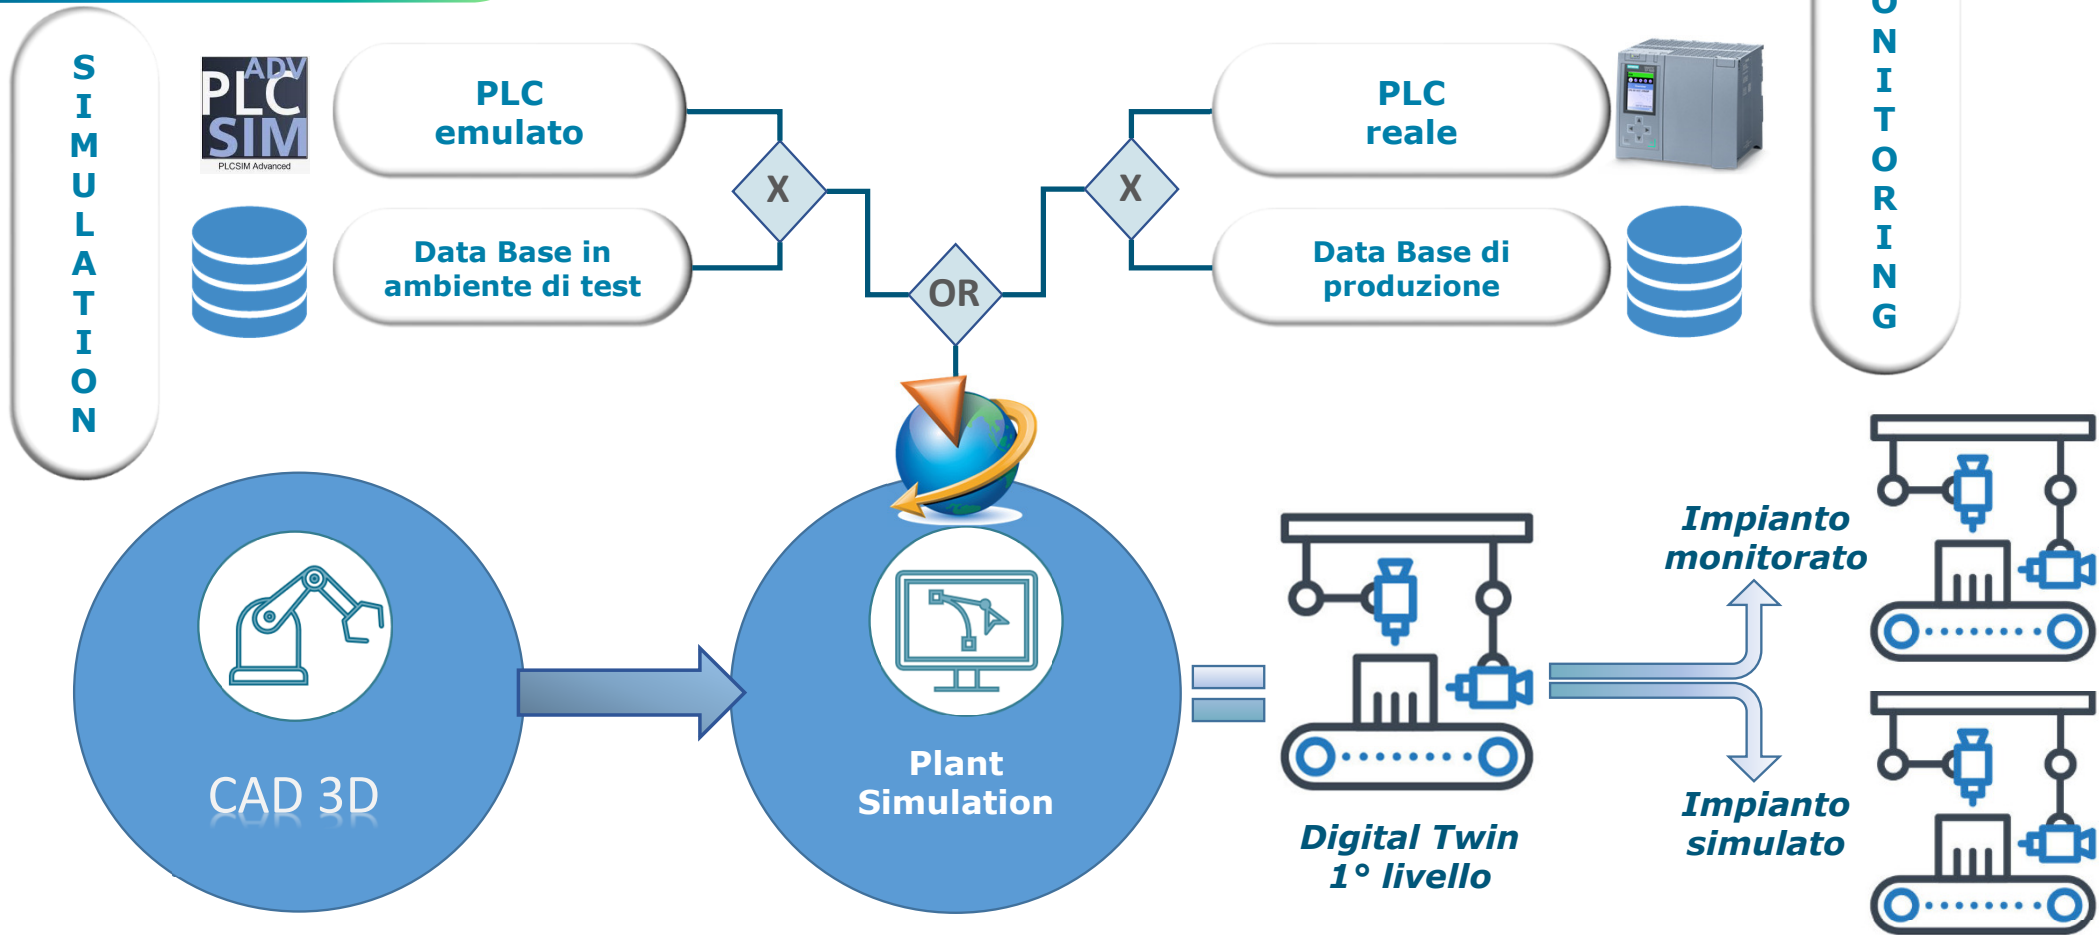 SIMULATION
ADV
PLC
SIM
PLCSIM Advanced
PLC
emulato
X
Data Base in
ambiente di test
OR
PLC
reale
X
Data Base di
produzione
ONITORING
CAD 3D
Plant
Simulation
Digital Twin
1° livello
Impianto
monitorato
Impianto
simulato